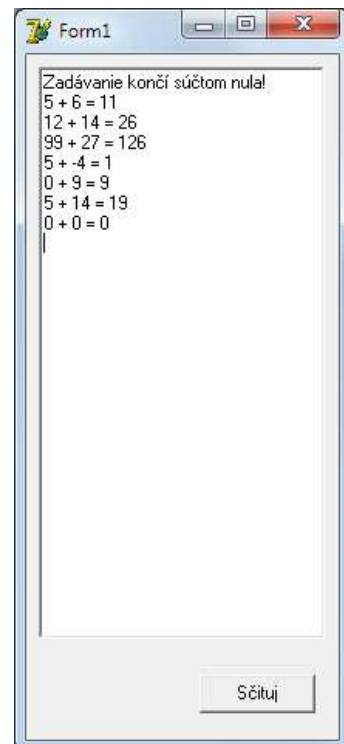 Form1
Zadávanie končí súčtom nula!
5 + 6 = 11
12 + 14 = 26
99 + 27 = 126
5 + -4 = 1
0 + 9 = 9
5 + 14 = 19
0 + 0 = 0
Sčituj